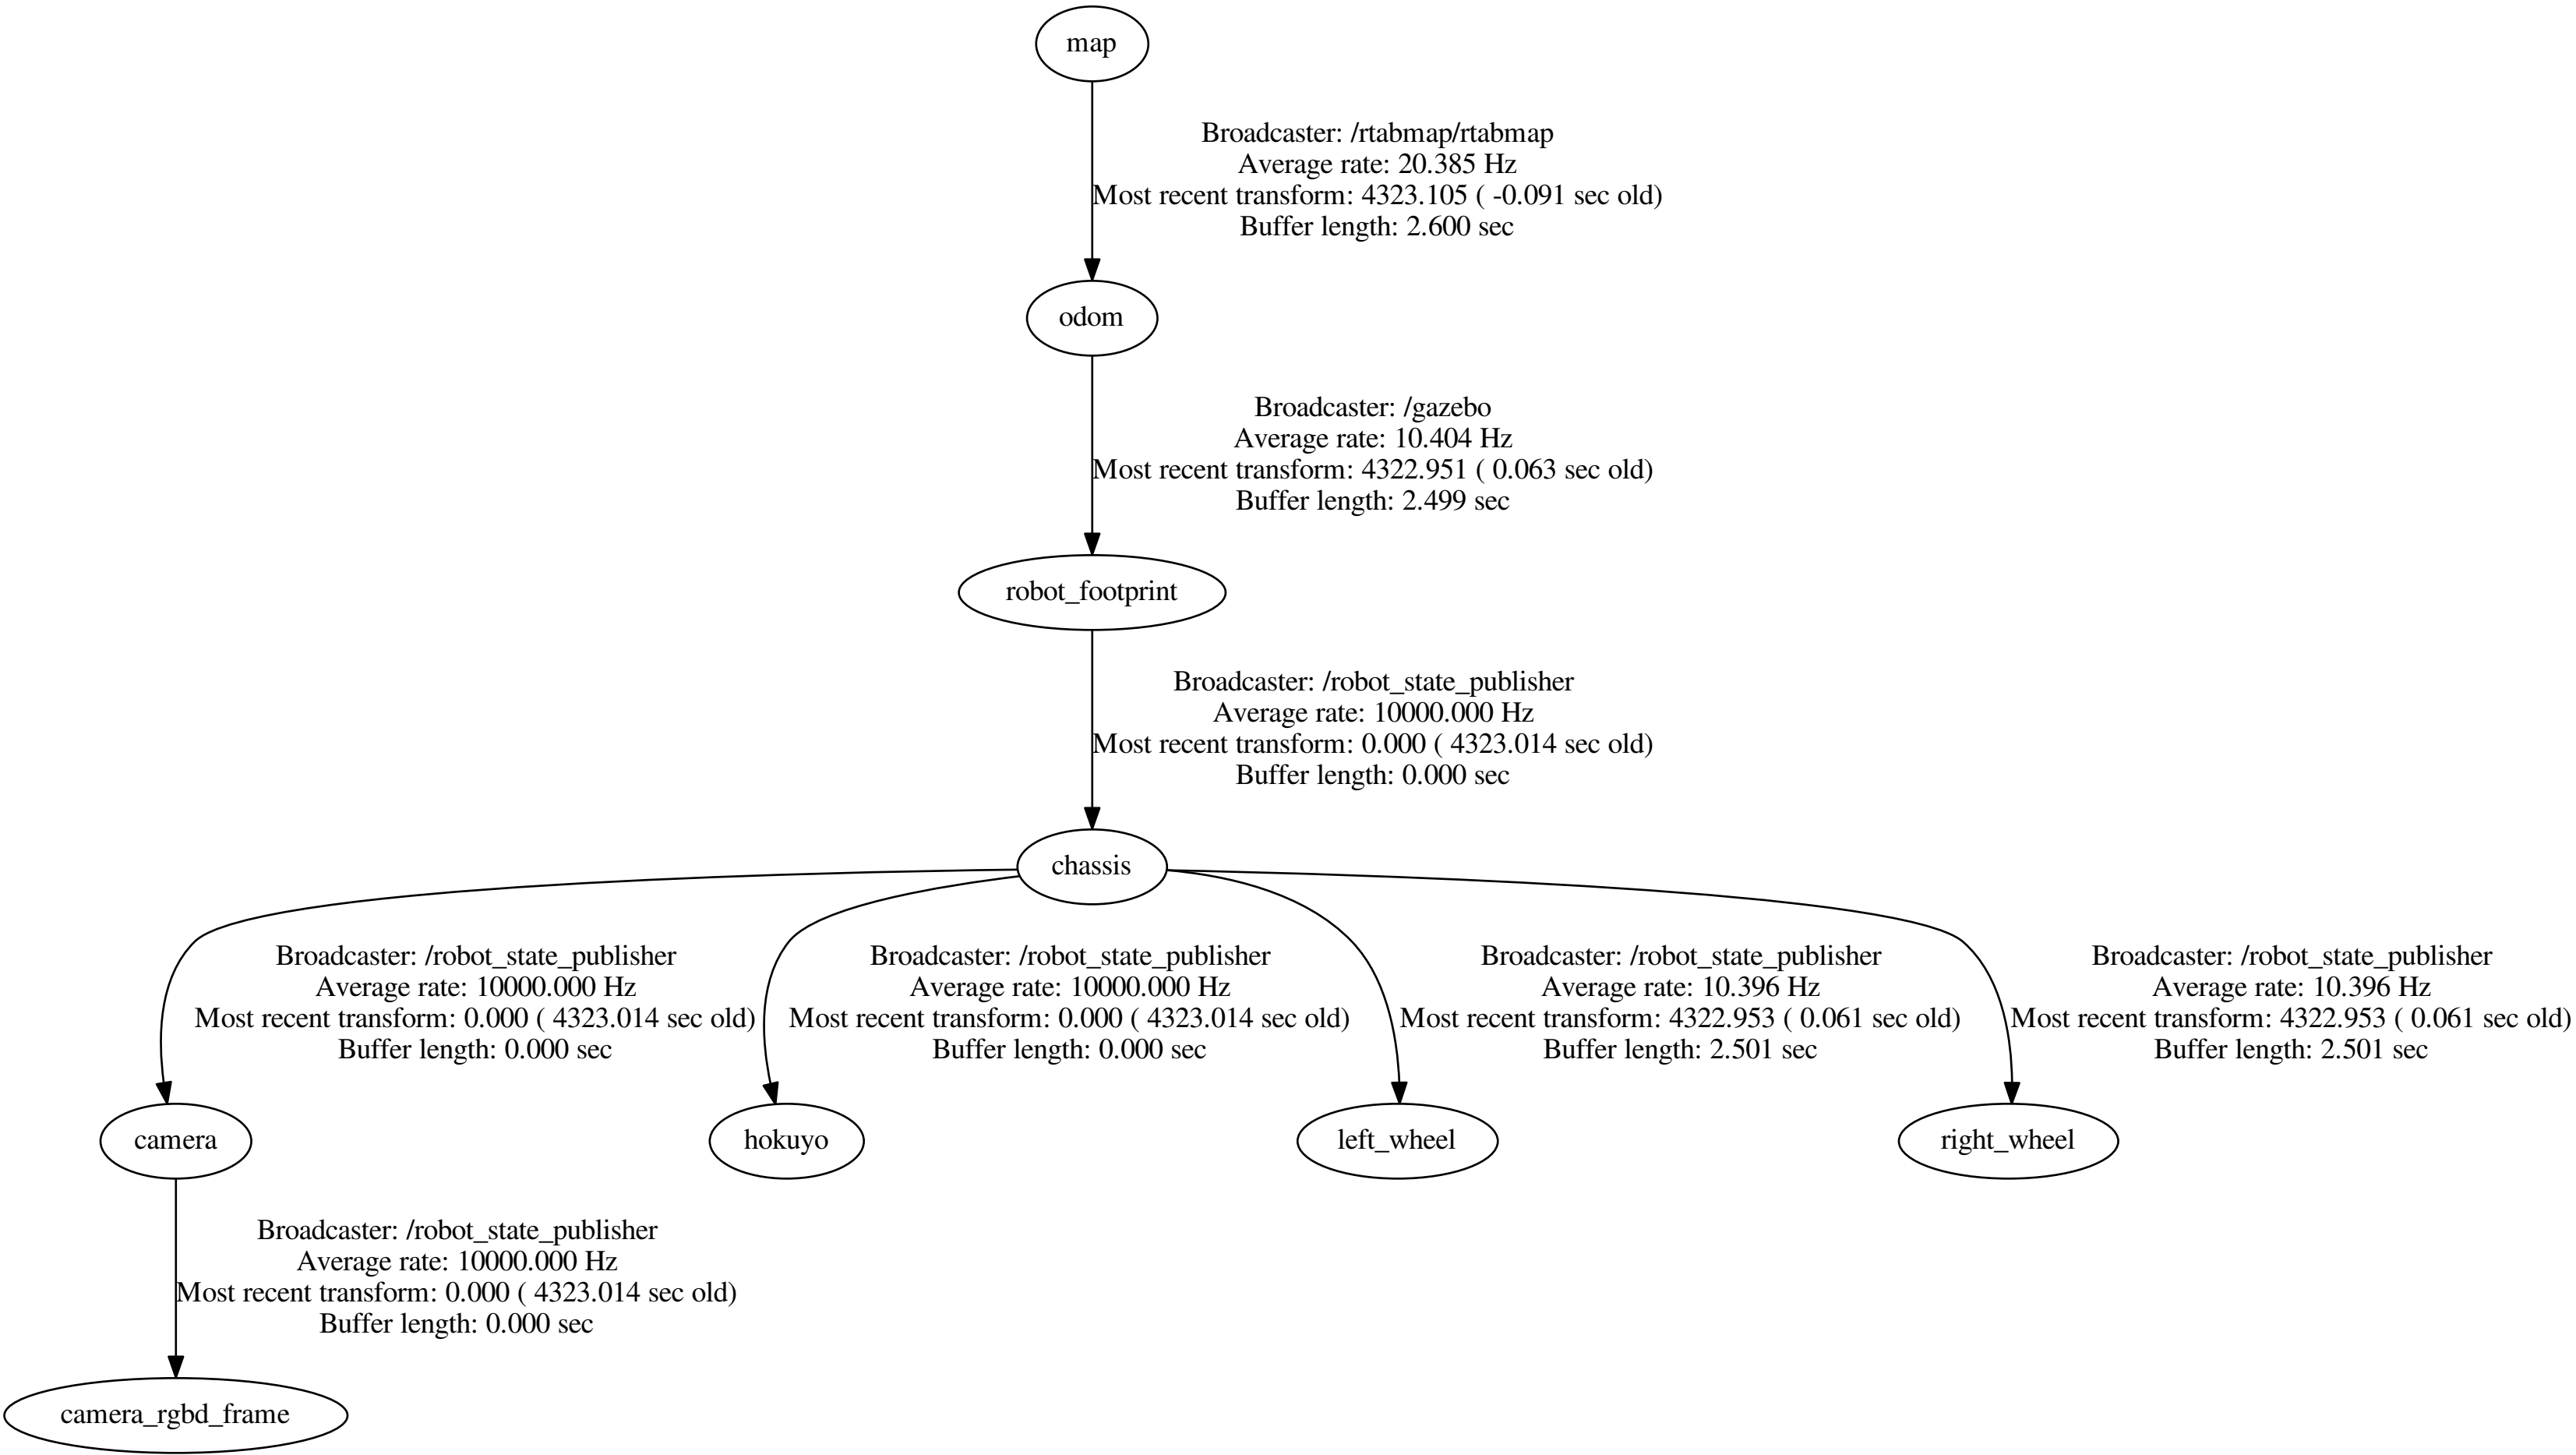 map
Broadcaster: /rtabmap/rtabmap
Average rate: 20.385 Hz
Most recent transform: 4323.105 ( -0.091 sec old)
Buffer length: 2.600 sec
odom
Broadcaster: /gazebo
Average rate: 10.404 Hz
Most recent transform: 4322.951 ( 0.063 sec old)
Buffer length: 2.499 sec
robot_footprint
Broadcaster: /robot_state_publisher
Average rate: 10000.000 Hz
Most recent transform: 0.000 ( 4323.014 sec old)
Buffer length: 0.000 sec
chassis
Broadcaster: /robot_state_publisher
Average rate: 10000.000 Hz
Most recent transform: 0.000 ( 4323.014 sec old)
Buffer length: 0.000 sec
Broadcaster: /robot_state_publisher
Average rate: 10000.000 Hz
Most recent transform: 0.000 ( 4323.014 sec old)
Buffer length: 0.000 sec
Broadcaster: /robot_state_publisher
Average rate: 10.396 Hz
Most recent transform: 4322.953 ( 0.061 sec old)
Buffer length: 2.501 sec
Broadcaster: /robot_state_publisher
Average rate: 10.396 Hz
Most recent transform: 4322.953 ( 0.061 sec old)
Buffer length: 2.501 sec
camera
hokuyo
left_wheel
right_wheel
Broadcaster: /robot_state_publisher
Average rate: 10000.000 Hz
Most recent transform: 0.000 ( 4323.014 sec old)
Buffer length: 0.000 sec
camera_rgbd_frame